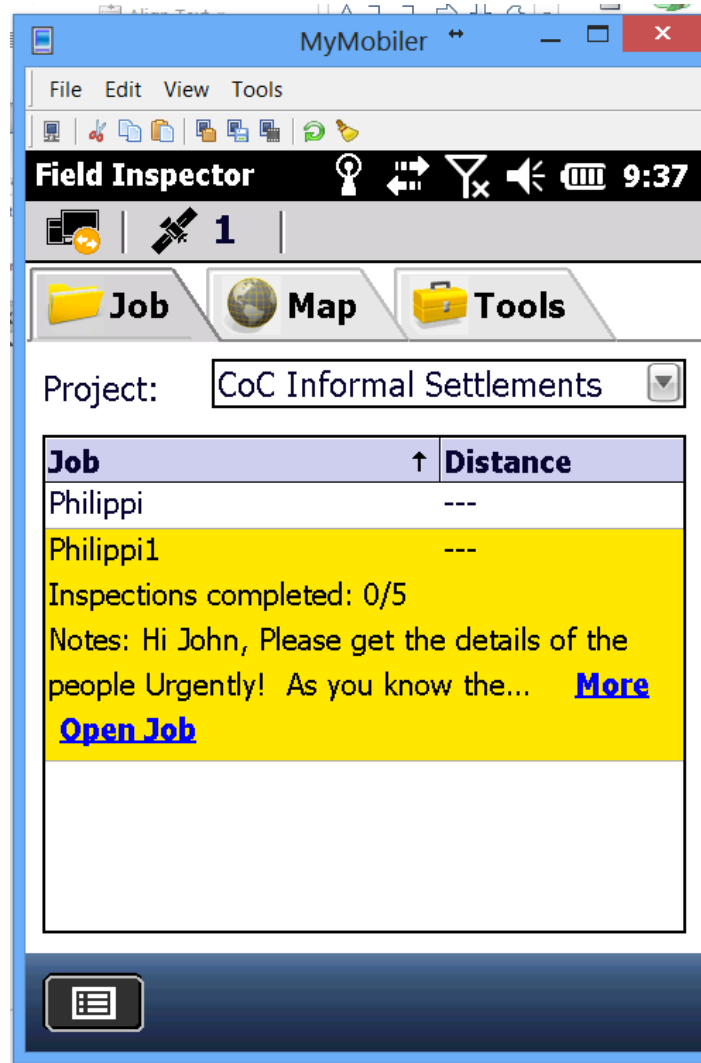 Align Text
MyMobiler
File Edit View Tools
Field Inspector 9:37
1
Job Map Tools
Project: CoC Informal Settlements
Job ↑ Distance
Philippi ---
Philippi1 ---
Inspections completed: 0/5
Notes: Hi John, Please get the details of the
people Urgently! As you know the... More
Open Job